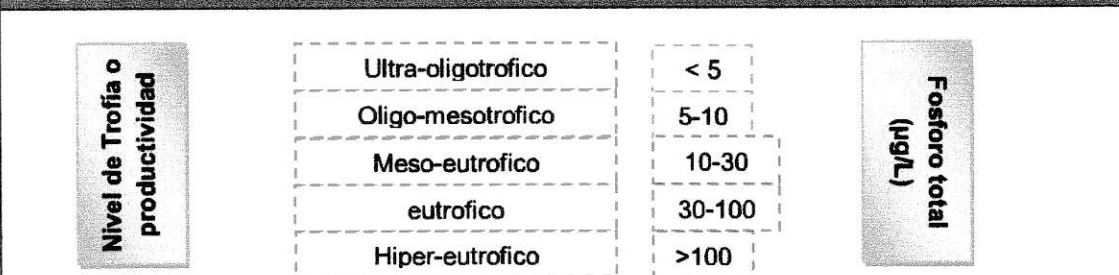 Nivel de Trofía o
productividad
Ultra-oligotrofico
< 5
Oligo-mesotrofico
5-10
Meso-eutrofico
10-30
eutrofico
30-100
Hiper-eutrofico
>100
Fosforo total
(µg/L)